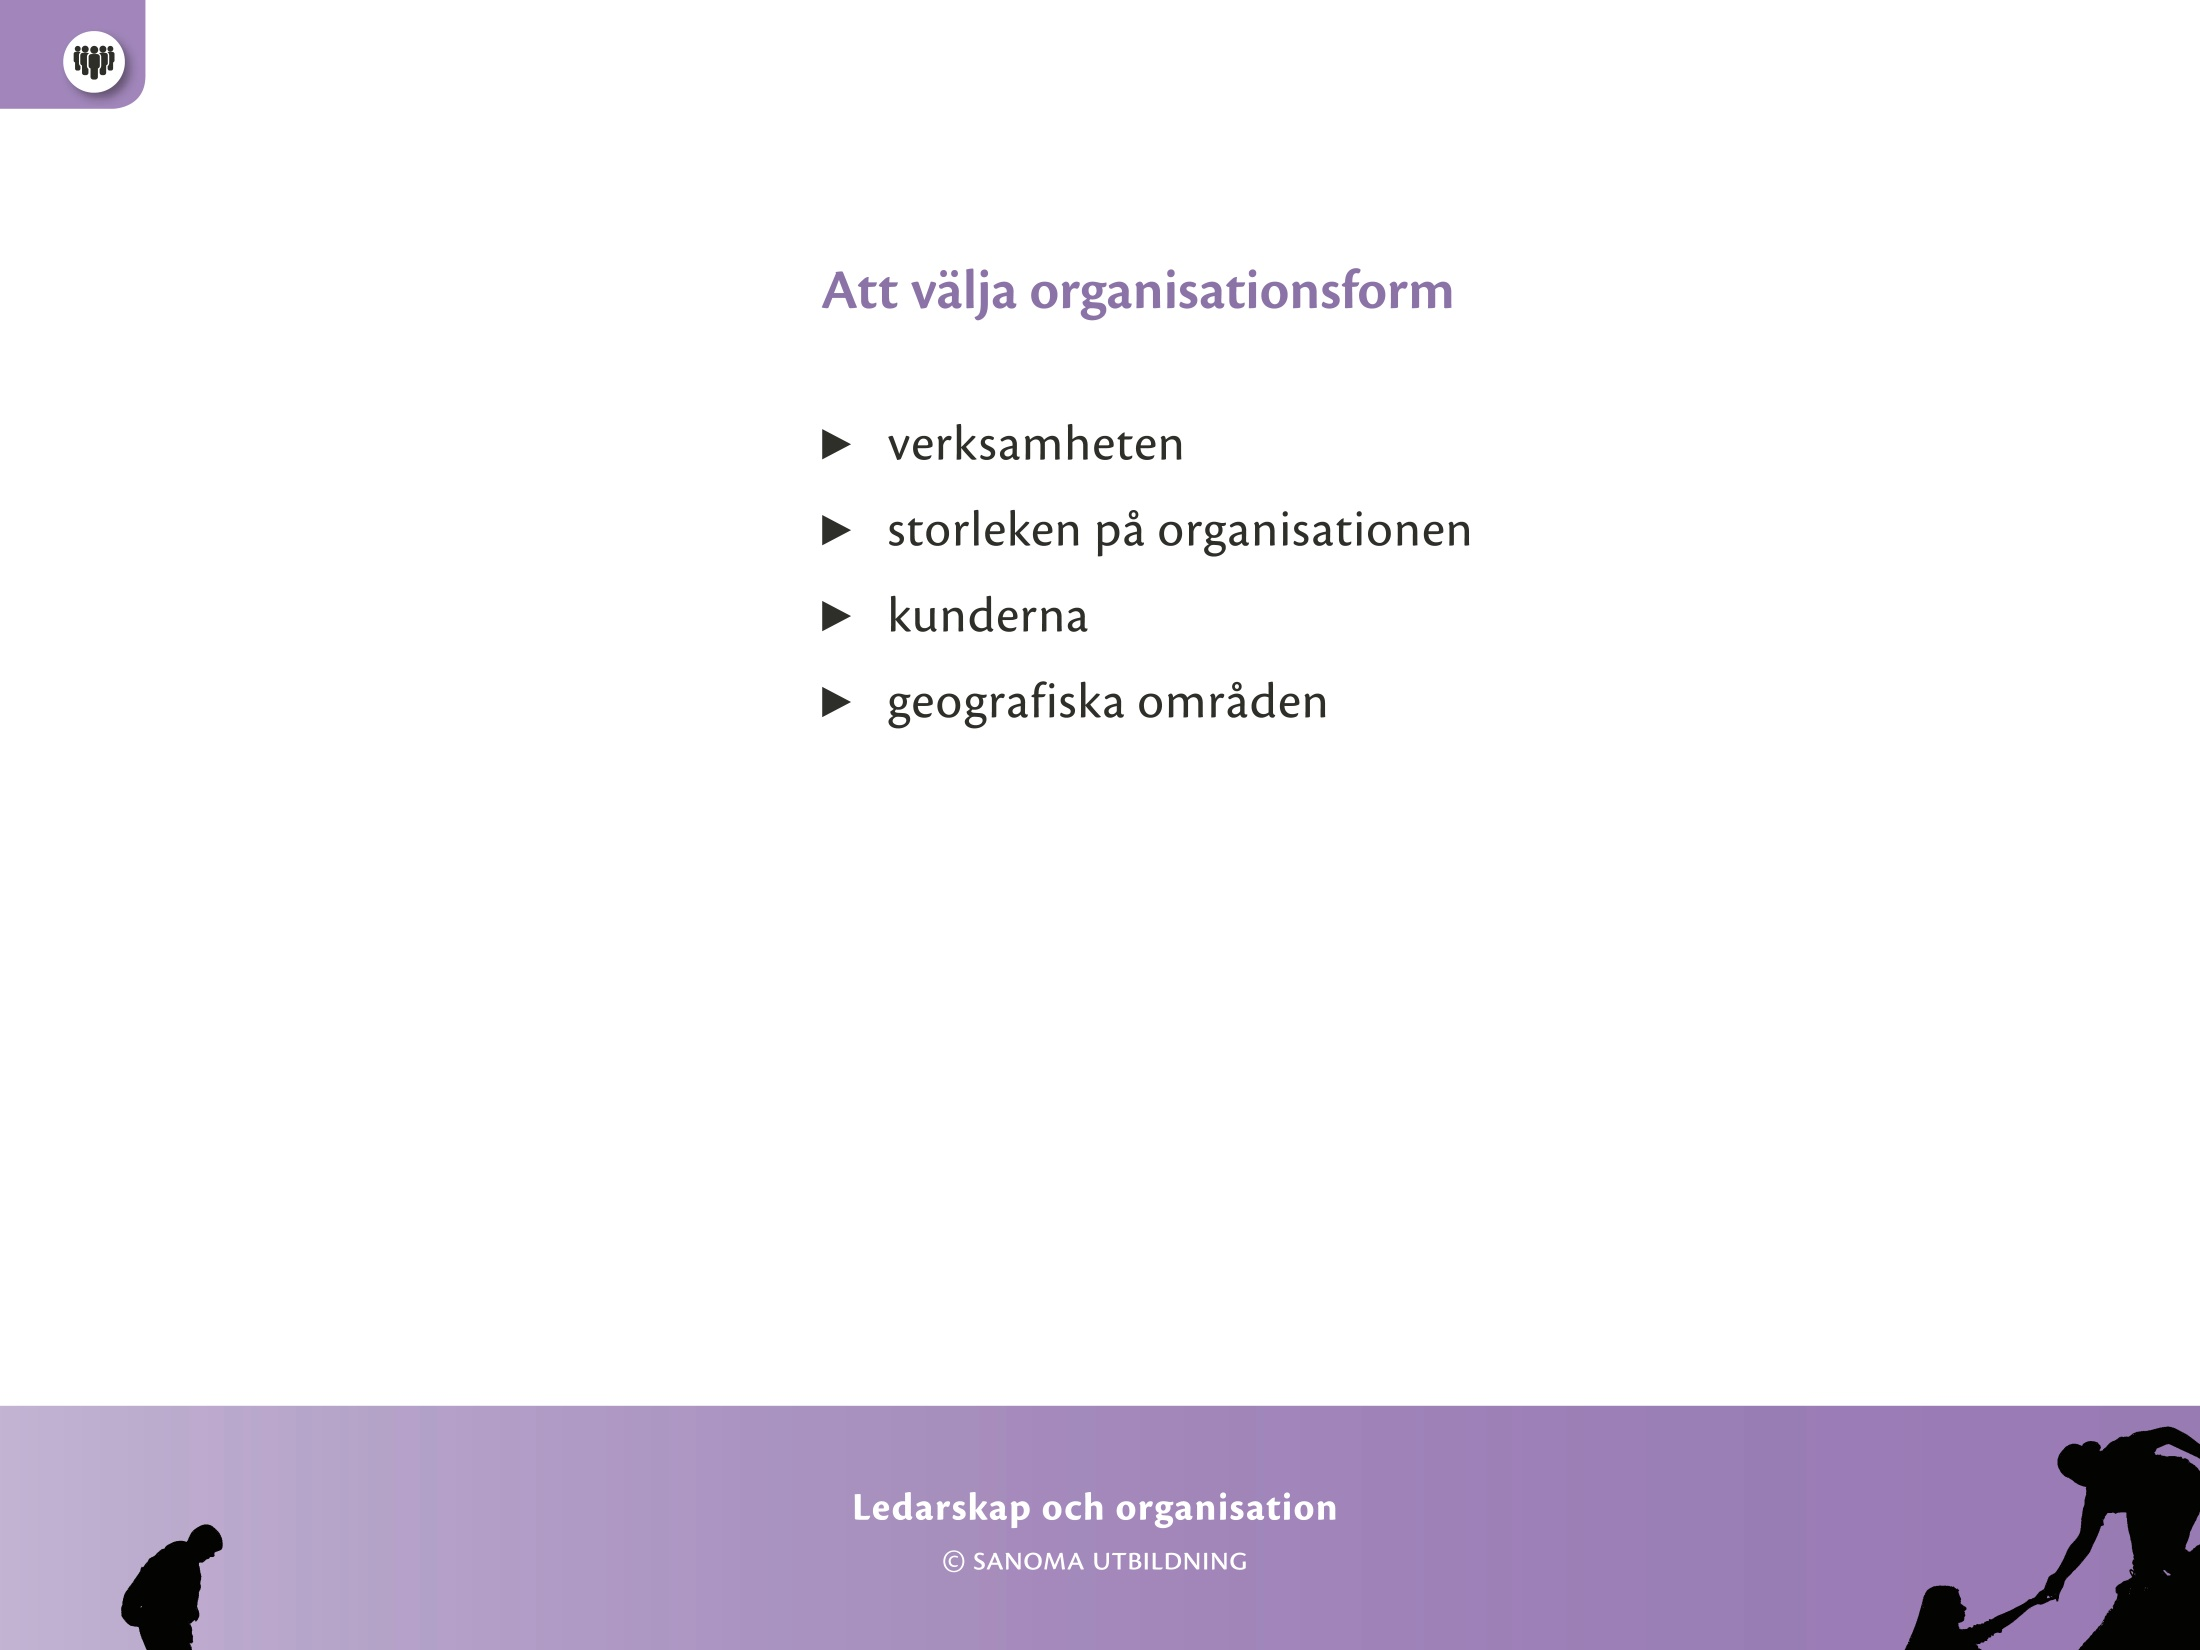 Att välja organisationsform
► verksamheten
► storleken på organisationen
► kunderna
► geografiska områden
Ledarskap och organisation
© SANOMA UTBILDNING